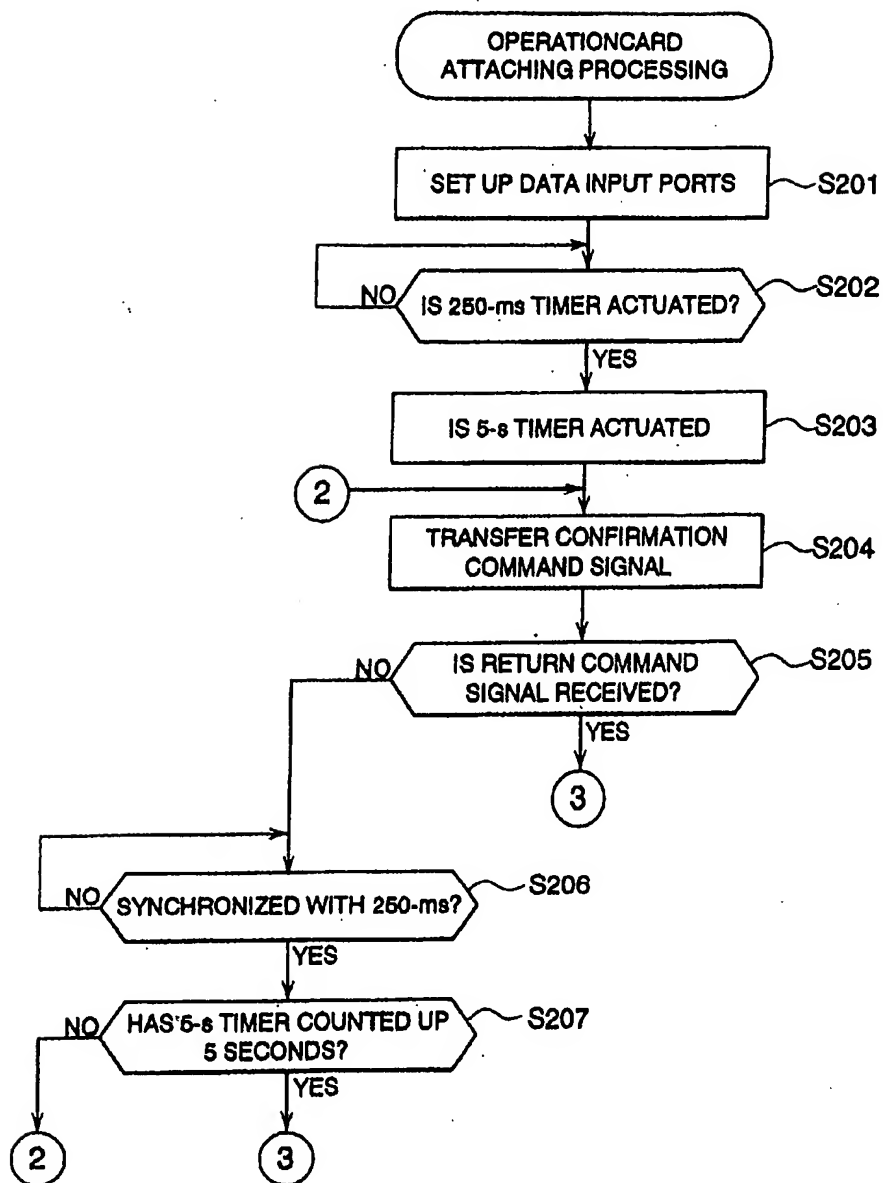 OPERATIONCARD
ATTACHING PROCESSING
SET UP DATA INPUT PORTS
S201
NO
IS 250-ms TIMER ACTUATED?
S202
YES
IS 5-s TIMER ACTUATED
S203
2
TRANSFER CONFIRMATION
COMMAND SIGNAL
S204
NO
IS RETURN COMMAND
SIGNAL RECEIVED?
S205
YES
3
NO
SYNCHRONIZED WITH 250-ms?
S206
YES
NO
HAS 5-s TIMER COUNTED UP
5 SECONDS?
S207
YES
2
3